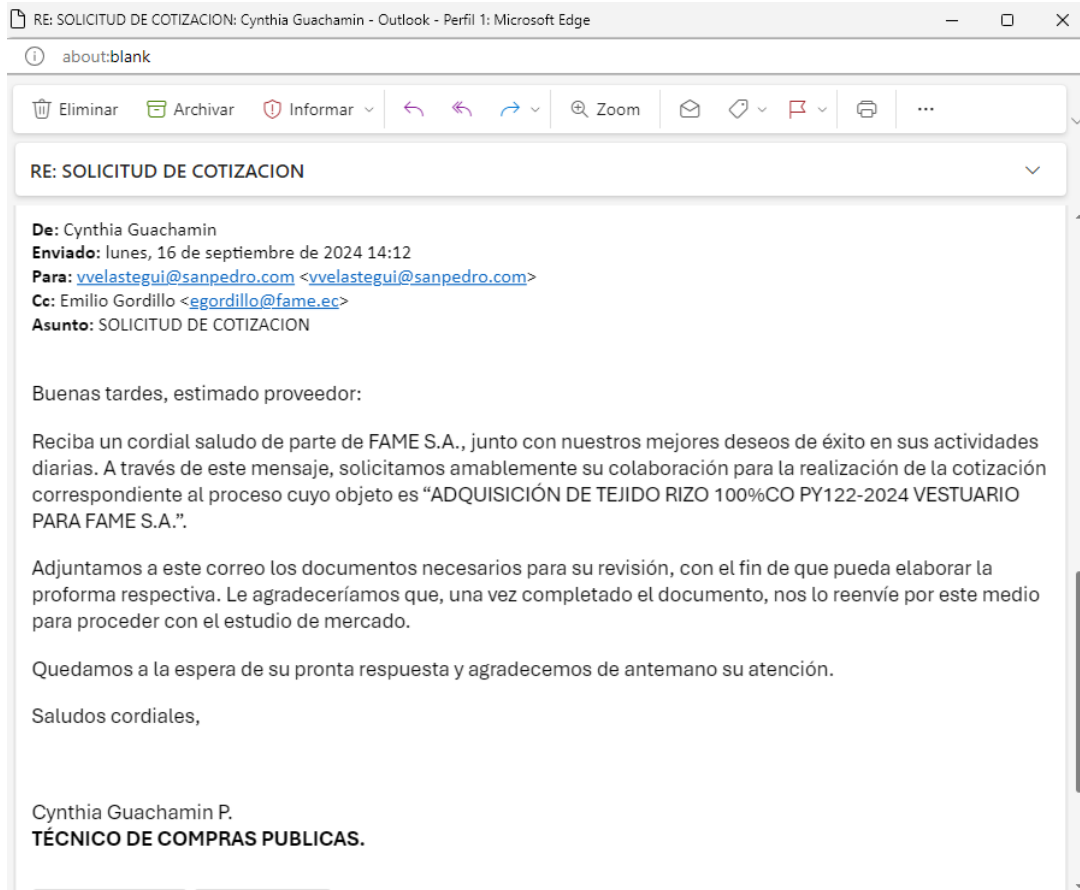 RE: SOLICITUD DE COTIZACION: Cynthia Guachamin - Outlook - Perfil 1: Microsoft Edge
about:blank
Eliminar Archivar Informar Zoom
RE: SOLICITUD DE COTIZACION
De: Cynthia Guachamin
Enviado: lunes, 16 de septiembre de 2024 14:12
Para: vvelastegui@sanpedro.com <vvelastegui@sanpedro.com>
Cc: Emilio Gordillo <egordillo@fame.ec>
Asunto: SOLICITUD DE COTIZACION
Buenas tardes, estimado proveedor:
Reciba un cordial saludo de parte de FAME S.A., junto con nuestros mejores deseos de éxito en sus actividades
diarias. A través de este mensaje, solicitamos amablemente su colaboración para la realización de la cotización
correspondiente al proceso cuyo objeto es “ADQUISICIÓN DE TEJIDO RIZO 100%CO PY122-2024 VESTUARIO
PARA FAME S.A.”.
Adjuntamos a este correo los documentos necesarios para su revisión, con el fin de que pueda elaborar la
proforma respectiva. Le agradeceríamos que, una vez completado el documento, nos lo reenvíe por este medio
para proceder con el estudio de mercado.
Quedamos a la espera de su pronta respuesta y agradecemos de antemano su atención.
Saludos cordiales,
Cynthia Guachamin P.
TÉCNICO DE COMPRAS PUBLICAS.